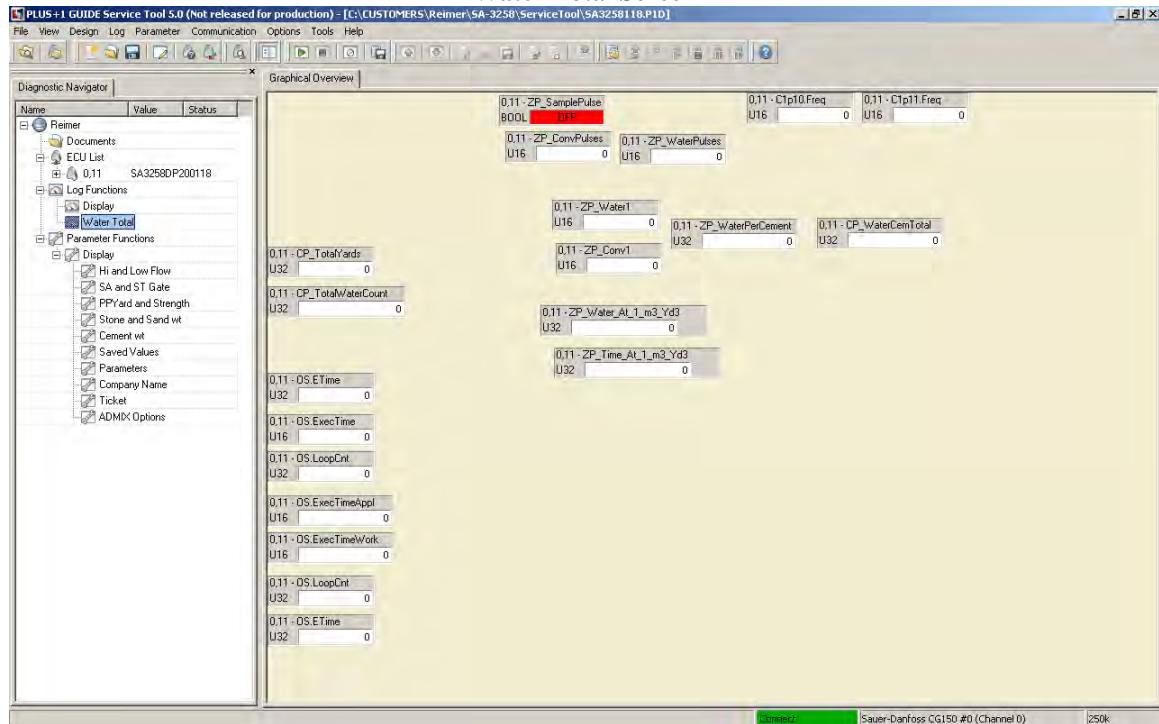 PLUS+1 GUIDE Service Tool 5.0 (Not released for production) - [C:\CUSTOMERS\Reimer\SA-3258\ServiceTool\SA3258118.P1D]
File View Design Log Parameter Communication Options Tools Help
Diagnostic Navigator
Name Value Status
Reimer
Documents
ECU List
0,11 SA3258DP200118
Log Functions
Display
Water Total
Parameter Functions
Display
Hi and Low Flow
SA and ST Gate
PPYard and Strength
Stone and Sand wt
Cement wt
Saved Values
Parameters
Company Name
Ticket
ADMIX Options
Graphical Overview
0,11 - ZP_SamplePulse
BOOL OFF
0,11 - C1p10.Freq
U16 0
0,11 - C1p11.Freq
U16 0
0,11 - ZP_ConvPulses
U16 0
0,11 - ZP_WaterPulses
U16 0
0,11 - ZP_Water1
U16 0
0,11 - ZP_WaterPerCement
U32 0
0,11 - CP_WaterCemTotal
U32 0
0,11 - CP_TotalYards
U32 0
0,11 - ZP_Conv1
U16 0
0,11 - CP_TotalWaterCount
U32 0
0,11 - ZP_Water_At_1_m3_Yd3
U32 0
0,11 - ZP_Time_At_1_m3_Yd3
U32 0
0,11 - OS.ETime
U32 0
0,11 - OS.ExecTime
U16 0
0,11 - OS.LoopCnt
U32 0
0,11 - OS.ExecTimeAppl
U16 0
0,11 - OS.ExecTimeWork
U16 0
0,11 - OS.LoopCnt
U32 0
0,11 - OS.ETime
U32 0
Connect Sauer-Danfoss CG150 #0 (Channel 0) 250k